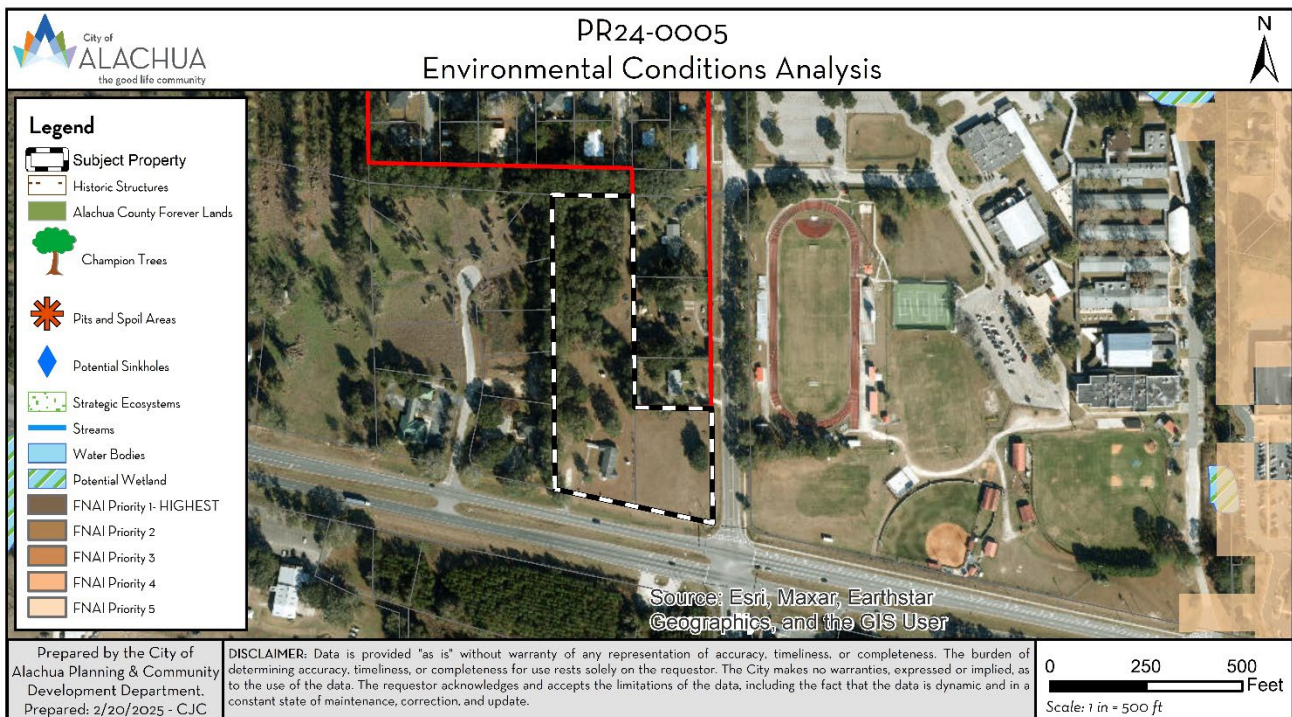 City of
ALACHUA
the good life community
PR24-0005
Environmental Conditions Analysis
N
Legend
Subject Property
Historic Structures
Alachua County Forever Lands
Champion Trees
Pits and Spoil Areas
Potential Sinkholes
Strategic Ecosystems
Streams
Water Bodies
Potential Wetland
FNAI Priority 1- HIGHEST
FNAI Priority 2
FNAI Priority 3
FNAI Priority 4
FNAI Priority 5
Source: Esri, Maxar, Earthstar
Geographics, and the GIS User
Prepared by the City of
Alachua Planning & Community
Development Department.
Prepared: 2/20/2025 - CJC
DISCLAIMER: Data is provided "as is" without warranty of any representation of accuracy, timeliness, or completeness. The burden of
determining accuracy, timeliness, or completeness for use rests solely on the requestor. The City makes no warranties, expressed or implied, as
to the use of the data. The requestor acknowledges and accepts the limitations of the data, including the fact that the data is dynamic and in a
constant state of maintenance, correction, and update.
0 250 500
Feet
Scale: 1 in = 500 ft